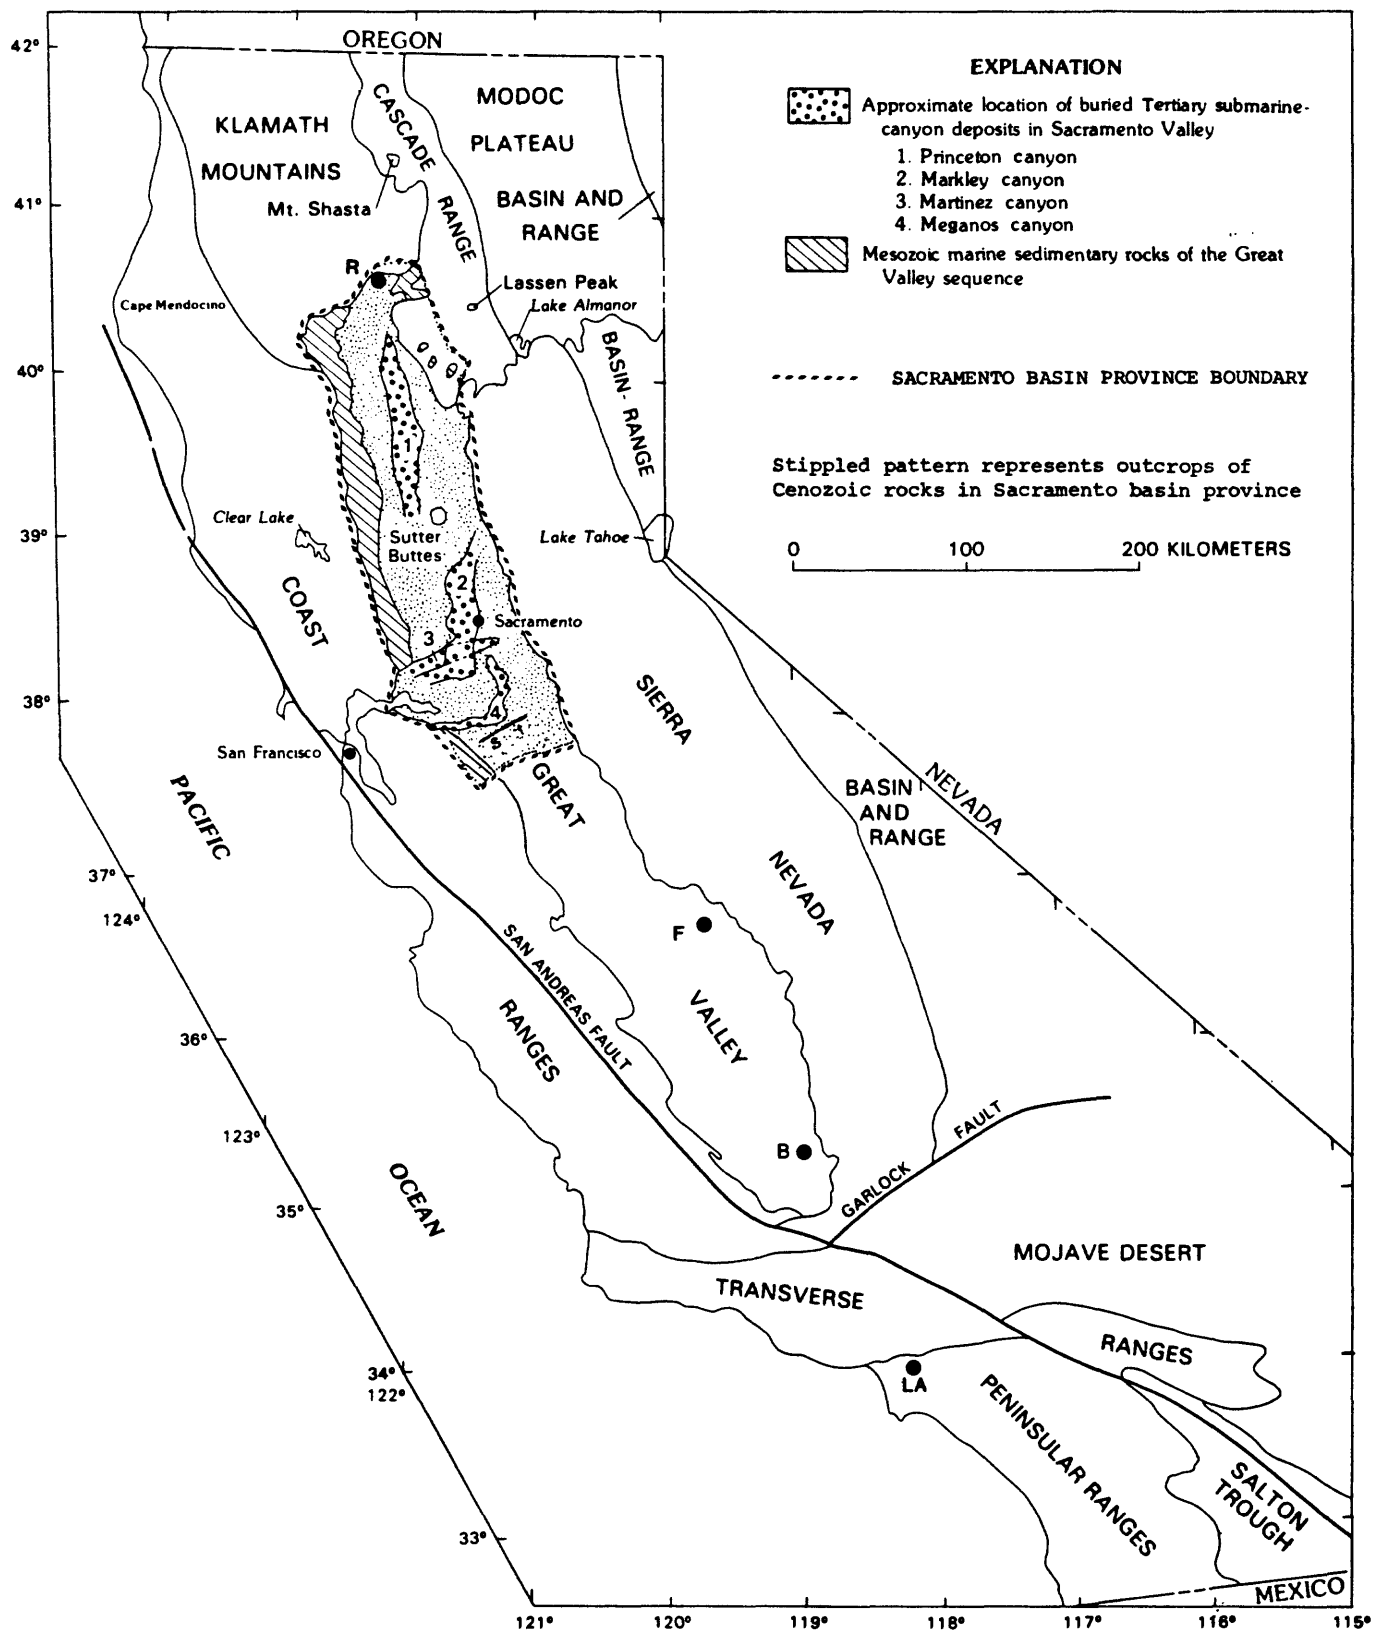 OREGON
42°
41°
40°
39°
38°
37°
124°
36°
123°
35°
34°
122°
33°
121°
120°
119°
118°
117°
116°
115°
KLAMATH
MOUNTAINS
CASCADE
RANGE
MODOC
PLATEAU
BASIN AND
RANGE
Mt. Shasta
R
Lassen Peak
Lake Almanor
Cape Mendocino
BASIN-RANGE
1
Clear Lake
Sutter
Buttes
Lake Tahoe
2
Sacramento
3
4
S
T
COAST
RANGES
San Francisco
PACIFIC
OCEAN
SIERRA
NEVADA
GREAT
VALLEY
BASIN
AND
RANGE
NEVADA
F
B
SAN ANDREAS FAULT
GARLOCK FAULT
MOJAVE DESERT
TRANSVERSE
RANGES
LA
PENINSULAR RANGES
SALTON
TROUGH
MEXICO
EXPLANATION
Approximate location of buried Tertiary submarine-
canyon deposits in Sacramento Valley
1. Princeton canyon
2. Markley canyon
3. Martinez canyon
4. Meganos canyon
Mesozoic marine sedimentary rocks of the Great
Valley sequence
SACRAMENTO BASIN PROVINCE BOUNDARY
Stippled pattern represents outcrops of
Cenozoic rocks in Sacramento basin province
0 100 200 KILOMETERS